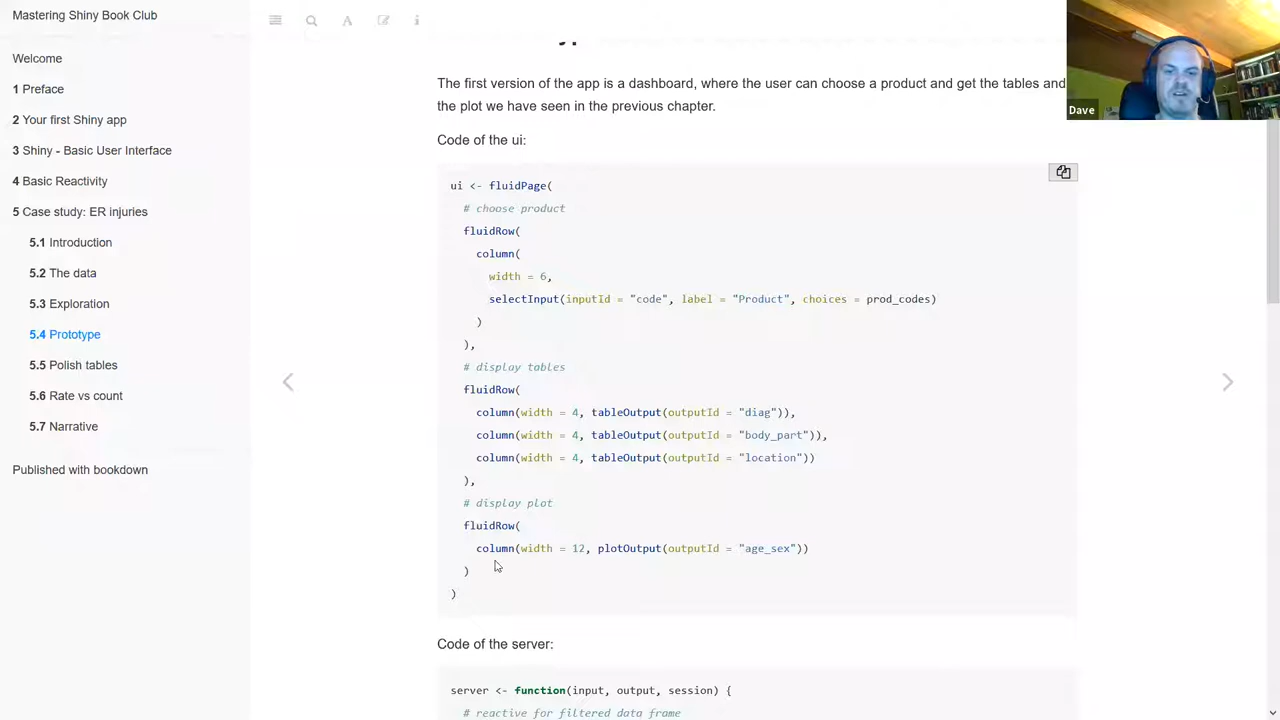 Mastering Shiny Book Club
Welcome
1 Preface
2 Your first Shiny app
3 Shiny - Basic User Interface
4 Basic Reactivity
5 Case study: ER injuries
5.1 Introduction
5.2 The data
5.3 Exploration
5.4 Prototype
5.5 Polish tables
5.6 Rate vs count
5.7 Narrative
Published with bookdown
A
i
The first version of the app is a dashboard, where the user can choose a product and get the tables and
the plot we have seen in the previous chapter.
Code of the ui:
ui <- fluidPage(
# choose product
fluidRow(
column(
width = 6,
selectInput(inputId = "code", label = "Product", choices = prod_codes)
)
),
# display tables
fluidRow(
column(width = 4, tableOutput(outputId = "diag")),
column(width = 4, tableOutput(outputId = "body_part")),
column(width = 4, tableOutput(outputId = "location"))
),
# display plot
fluidRow(
column(width = 12, plotOutput(outputId = "age_sex"))
)
)
Code of the server:
server <- function(input, output, session) {
# reactive for filtered data frame
Dave